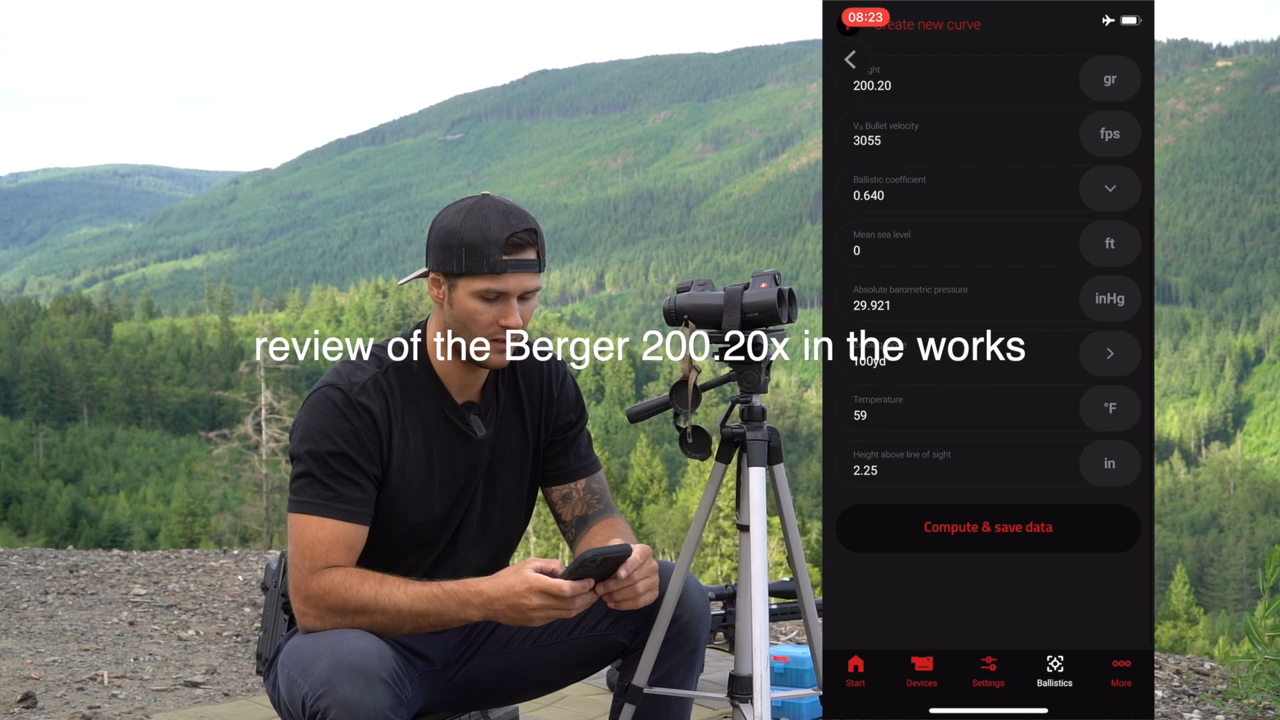 08:23
Create new curve
ght
200.20
gr
V₀ Bullet velocity
3055
fps
Ballistic coefficient
0.640
Mean sea level
0
ft
Absolute barometric pressure
29.921
inHg
review of the Berger 200.20x in the works
100yd
Temperature
59
°F
Height above line of sight
2.25
in
Compute & save data
Start
Devices
Settings
Ballistics
More